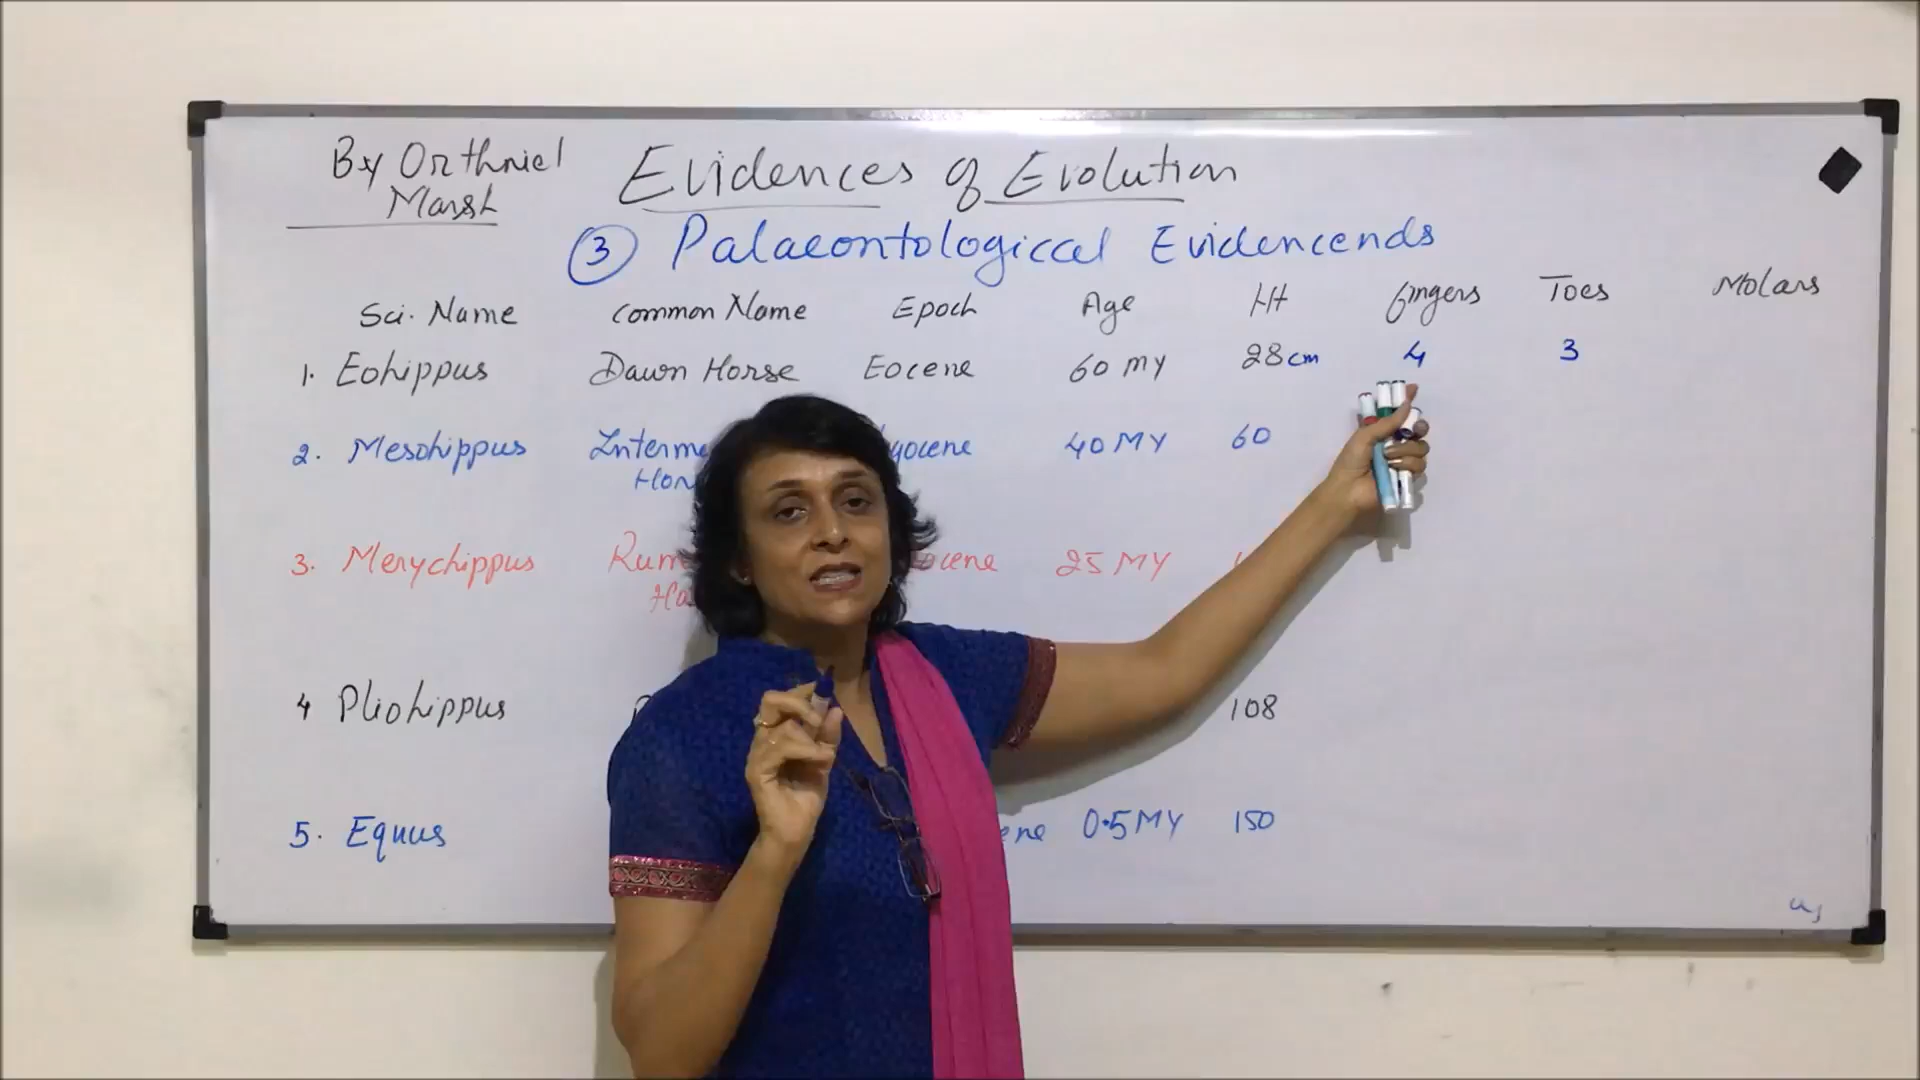 By Orthniel
Marsh
Evidences of Evolution
3 Palaeontologiccal Evidencends
Sci. Name Common Name Epoch Age Ht fingers Toes Molars
1. Eohippus Dawn Horse Eocene 60 MY 28cm 4 3
2. Mesohippus 40 MY 60
3. Merychippus 25 MY
4 Pliohippus 108
5. Equus 0.5 MY 150